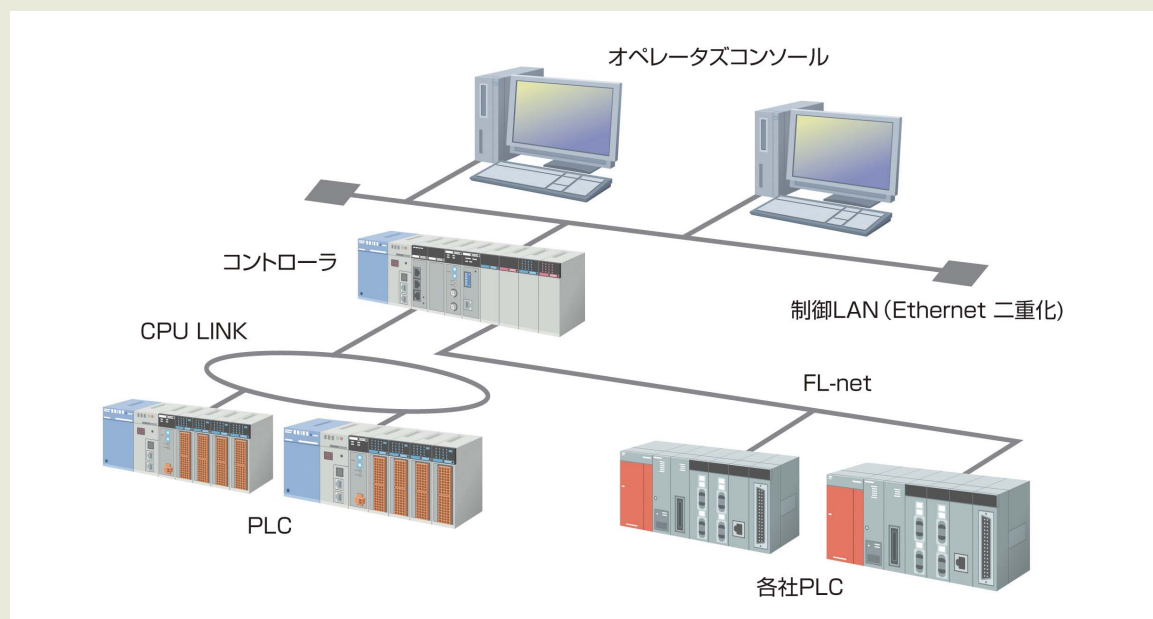 オペレータズコンソール
コントローラ
制御LAN（Ethernet 二重化)
CPU LINK
FL-net
PLC
各社PLC